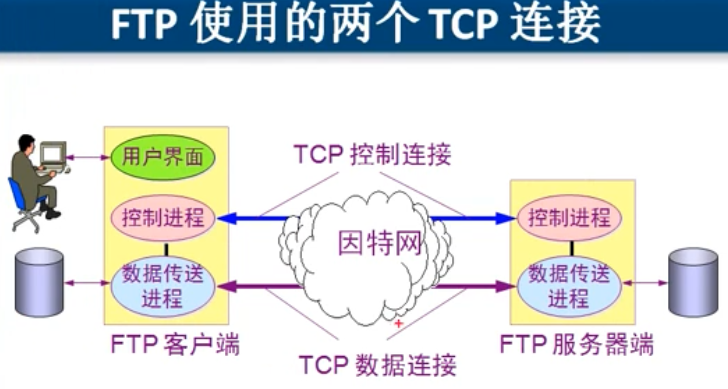 FTP 使用的两个 TCP 连接
用户界面
TCP 控制连接
控制进程
因特网
控制进程
数据传送
进程
数据传送
进程
FTP 客户端
FTP 服务器端
TCP 数据连接